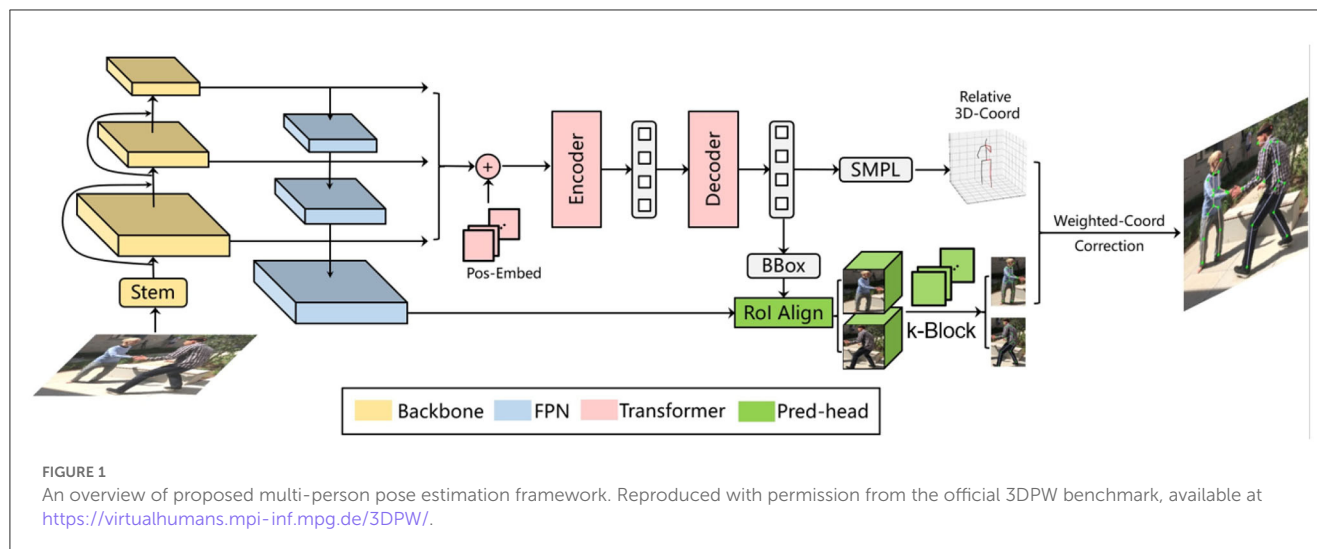 Relative
3D-Coord
Encoder
Decoder
SMPL
+
Weighted-Coord
Correction
Pos-Embed
BBox
Stem
RoI Align
k-Block
Backbone
FPN
Transformer
Pred-head
FIGURE 1
An overview of proposed multi-person pose estimation framework. Reproduced with permission from the official 3DPW benchmark, available at
https://virtualhumans.mpi-inf.mpg.de/3DPW/.